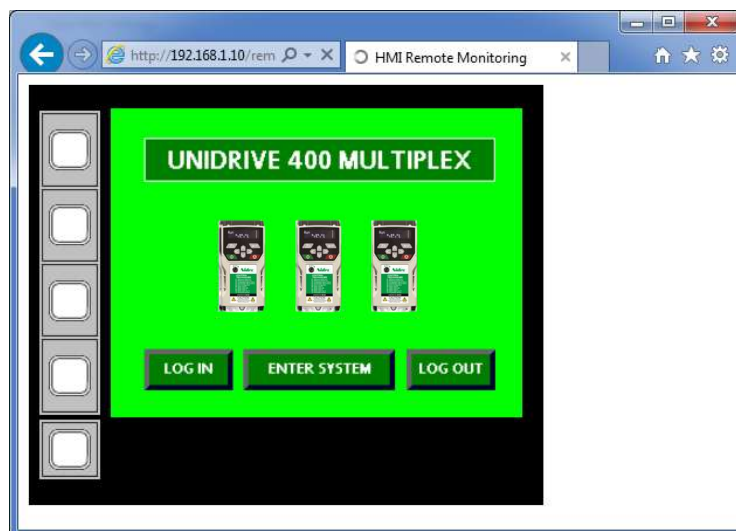 http://192.168.1.10/rem
HMI Remote Monitoring
UNIDRIVE 400 MULTIPLEX
LOG IN
ENTER SYSTEM
LOG OUT